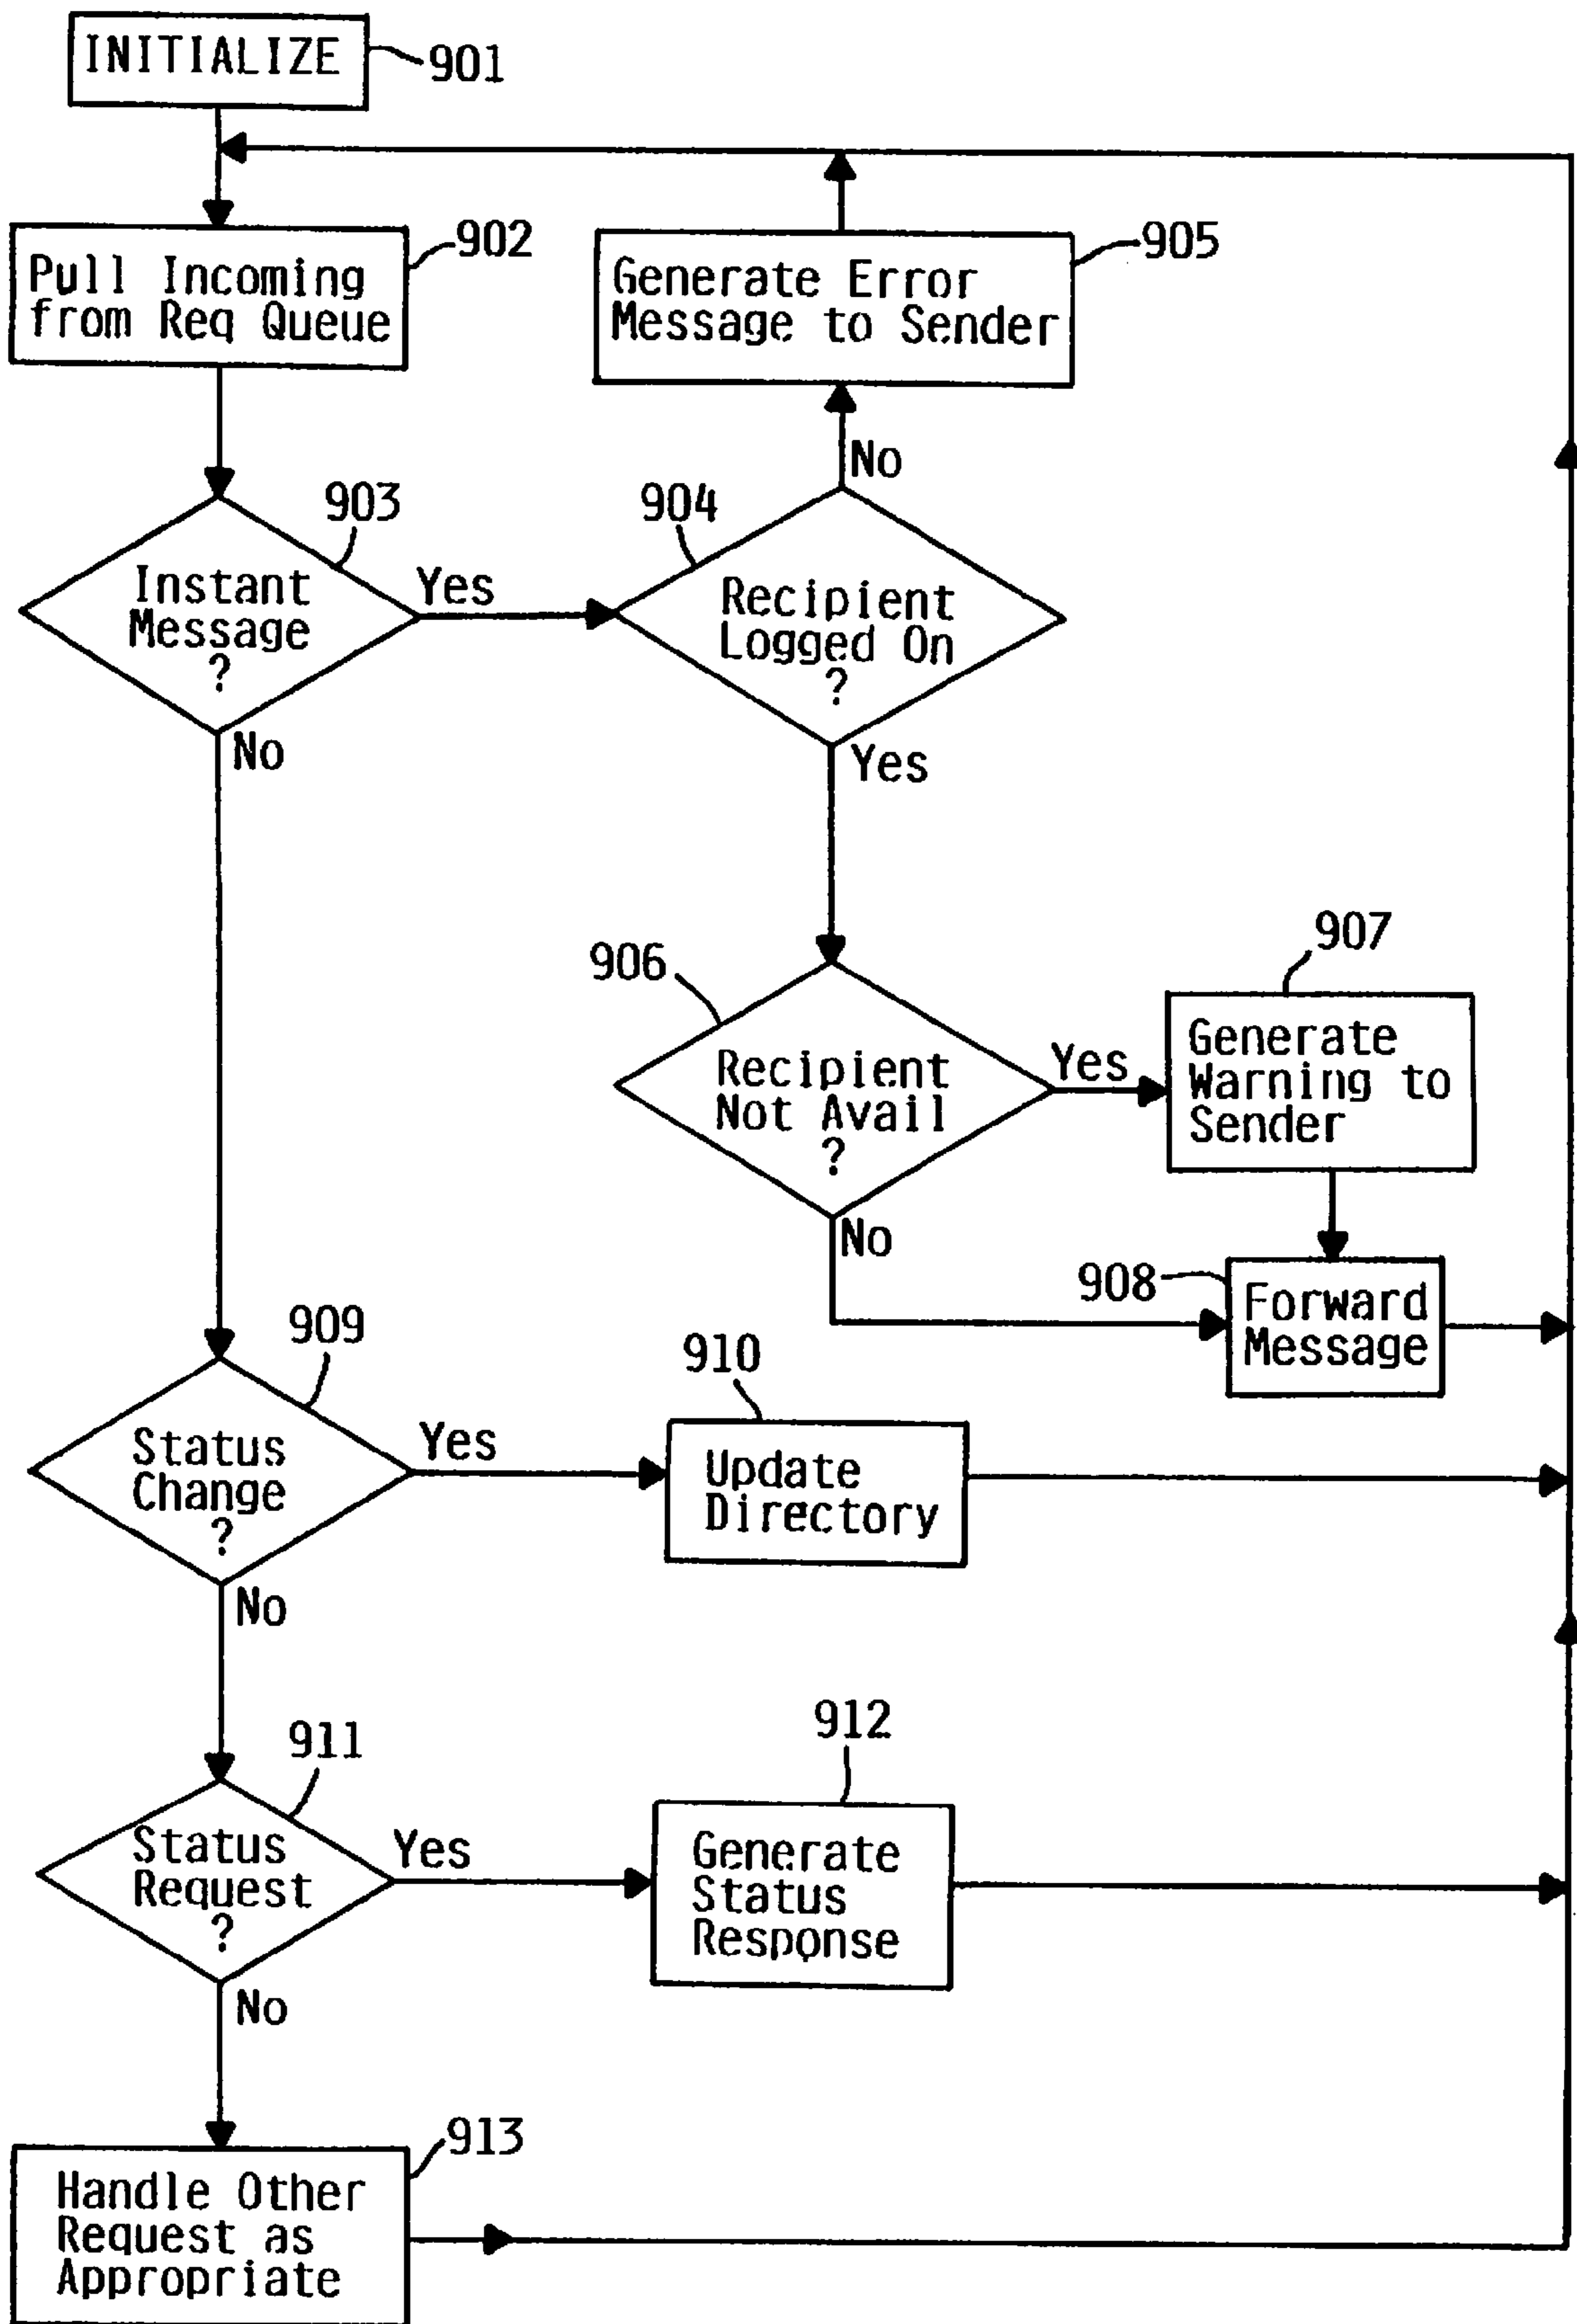 INITIALIZE
901
Pull Incoming
from Req Queue
902
Generate Error
Message to Sender
905
No
903
Instant
Message
?
Yes
904
Recipient
Logged On
?
No
Yes
906
Recipient
Not Avail
?
Yes
907
Generate
Warning to
Sender
No
908
Forward
Message
909
Status
Change
?
Yes
910
Update
Directory
No
911
Status
Request
?
Yes
912
Generate
Status
Response
No
913
Handle Other
Request as
Appropriate